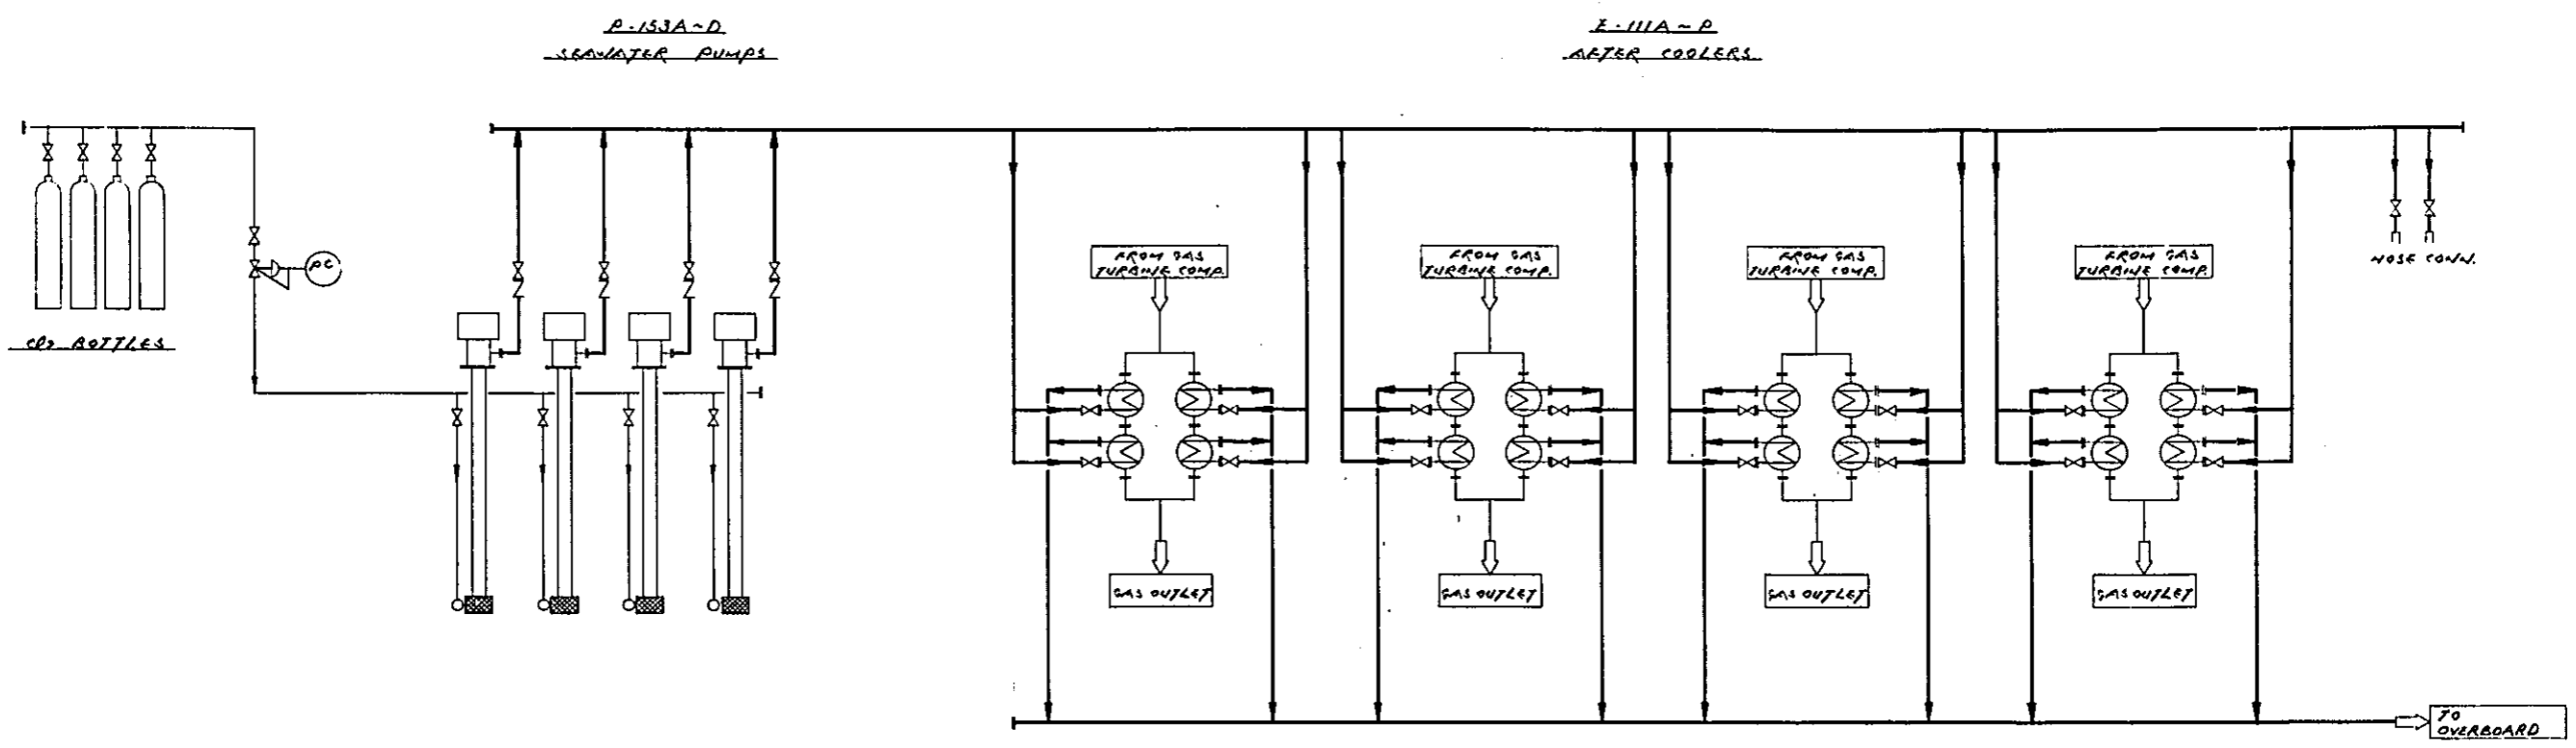 P-153A~D
SEAWATER PUMPS
E-111A~P
AFTER COOLERS
PC
BOTTLES
FROM GAS
TURBINE COMP.
FROM GAS
TURBINE COMP.
FROM GAS
TURBINE COMP.
FROM GAS
TURBINE COMP.
HOSE CONN.
GAS OUTLET
GAS OUTLET
GAS OUTLET
GAS OUTLET
TO
OVERBOARD